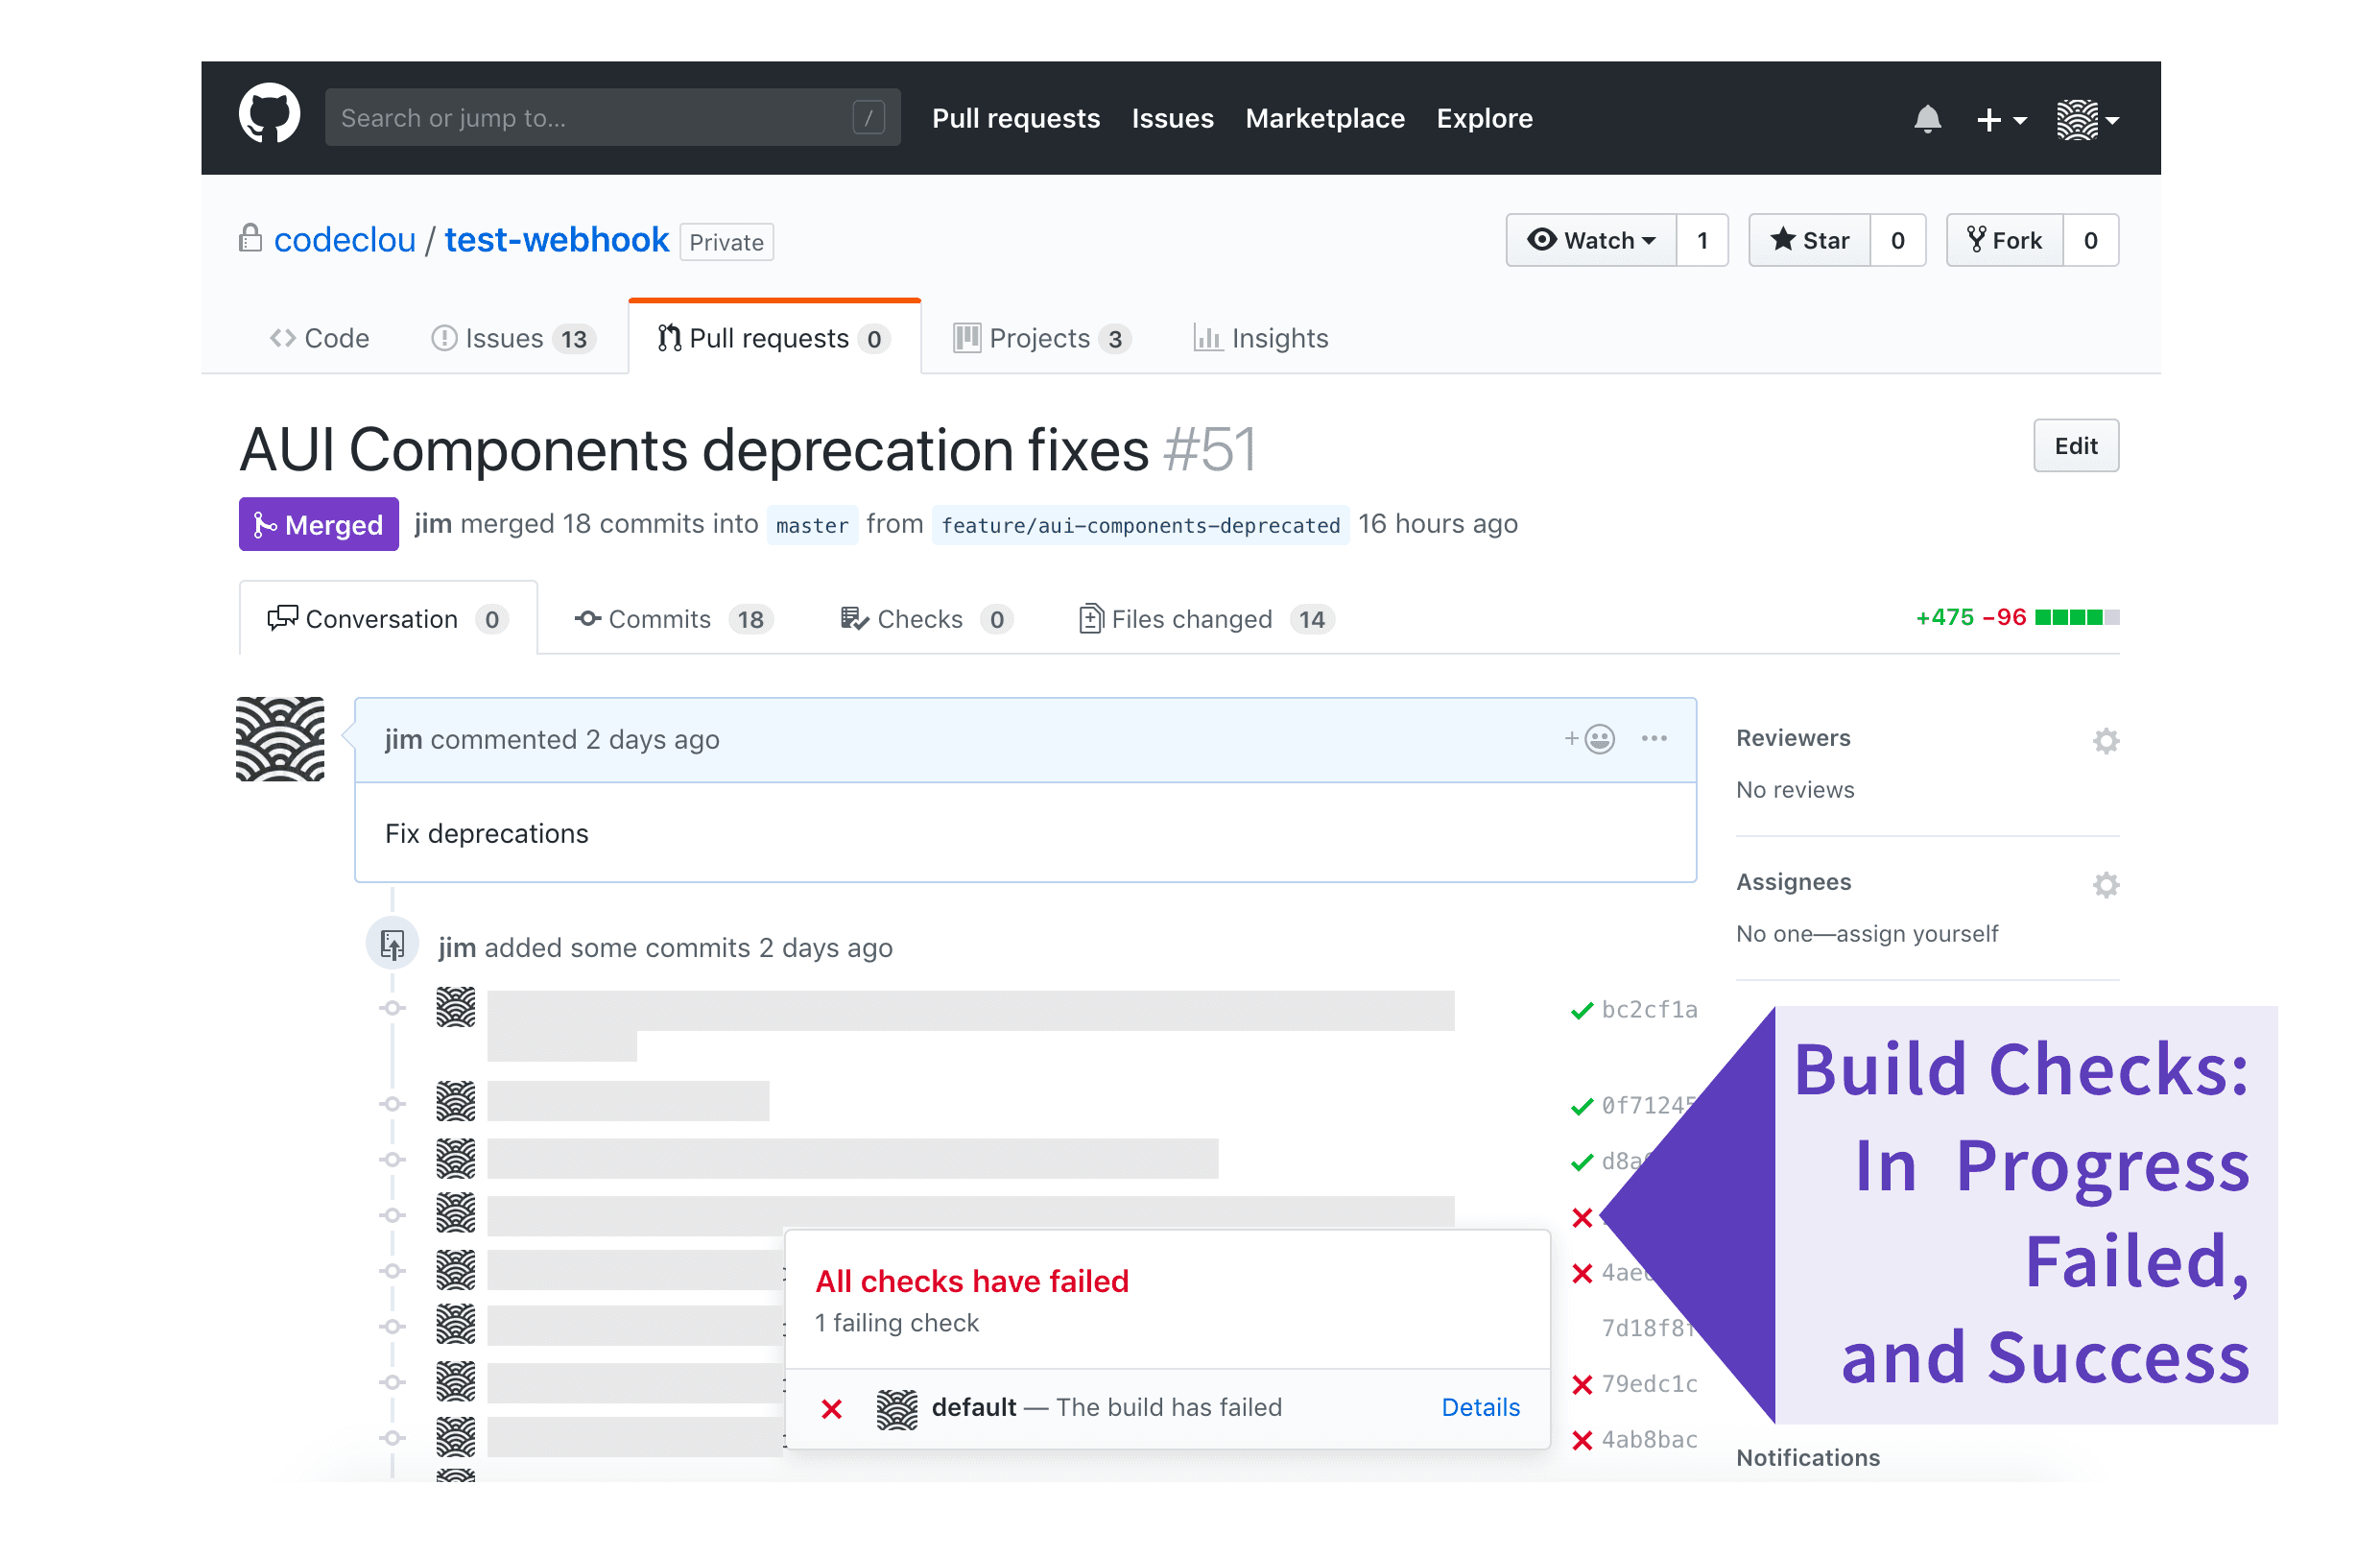 Search or jump to... /
Pull requests Issues Marketplace Explore
codeclou / test-webhook Private
Watch 1 Star 0 Fork 0
Code Issues 13 Pull requests 0 Projects 3 Insights
AUI Components deprecation fixes #51
Edit
Merged jim merged 18 commits into master from feature/aui-components-deprecated 16 hours ago
Conversation 0 Commits 18 Checks 0 Files changed 14
+475 −96
jim commented 2 days ago
Fix deprecations
Reviewers
No reviews
Assignees
No one—assign yourself
jim added some commits 2 days ago
bc2cf1a
0f71245
7d18f8f
79edc1c
4ab8bac
All checks have failed
1 failing check
default — The build has failed Details
Build Checks:
In Progress
Failed,
and Success
Notifications